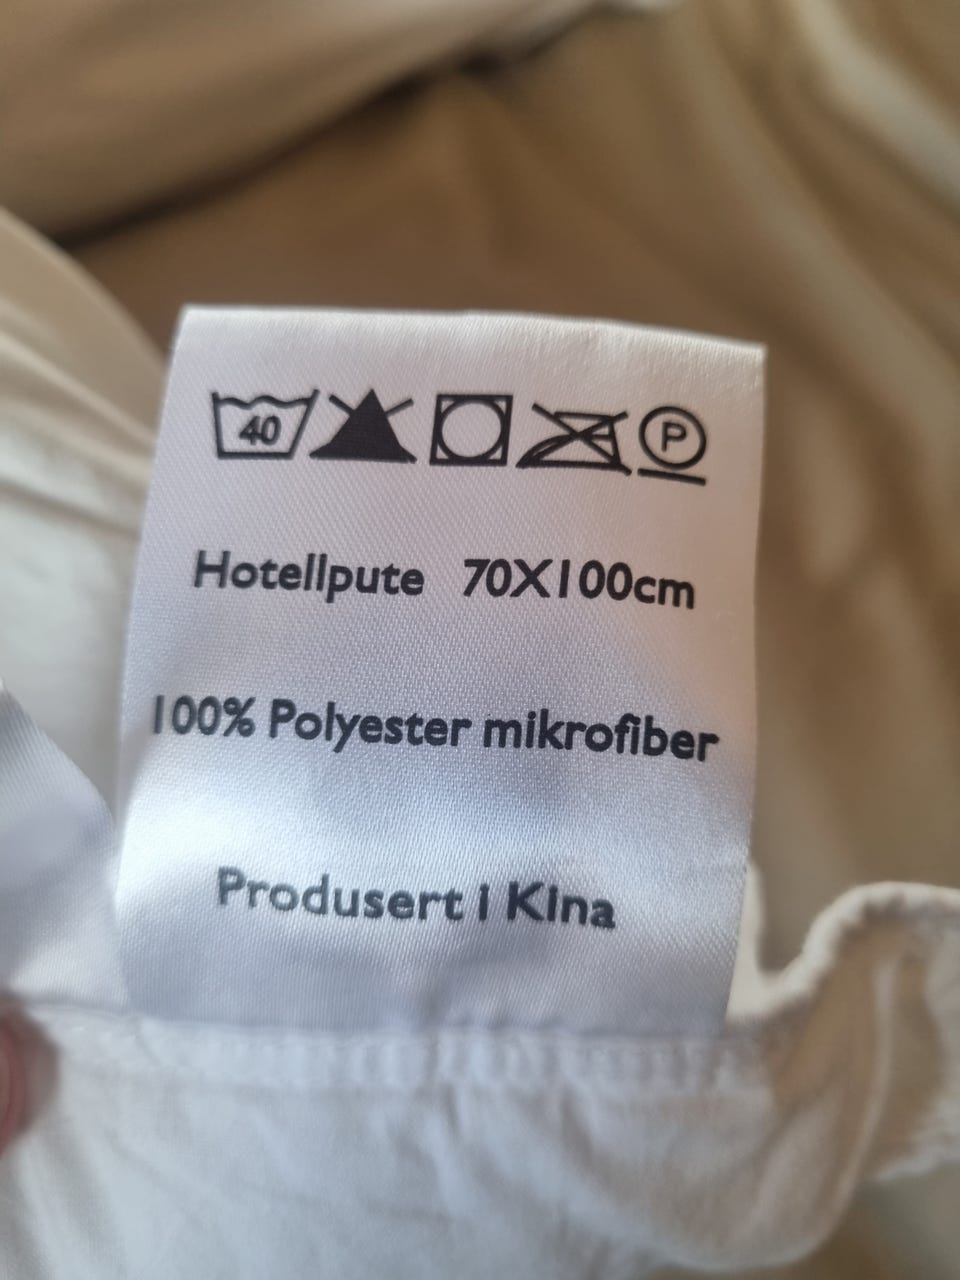 40 P
Hotellpute 70X100cm
100% Polyester mikrofiber
Produsert i Kina